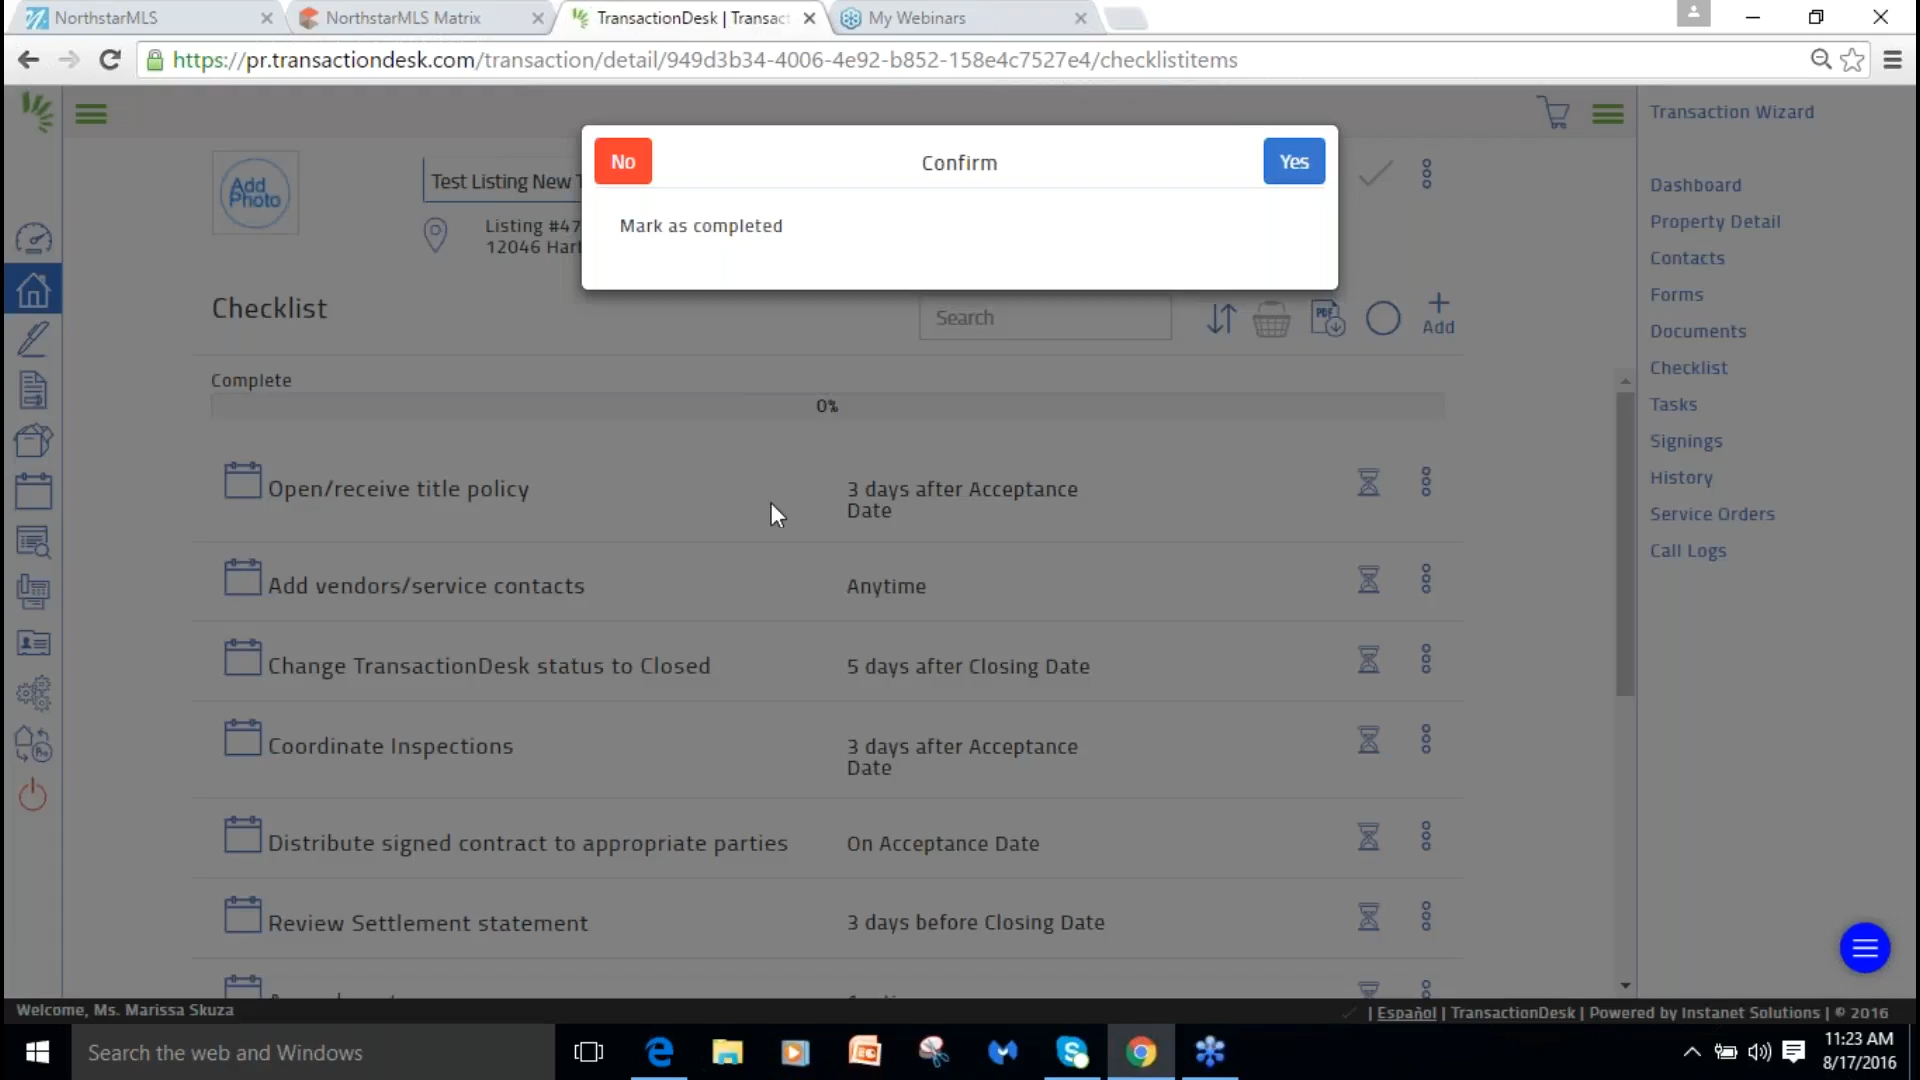 NorthstarMLS
NorthstarMLS Matrix
TransactionDesk | Transact
My Webinars
https://pr.transactiondesk.com/transaction/detail/949d3b34-4006-4e92-b852-158e4c7527e4/checklistitems
No
Confirm
Yes
Mark as completed
Add
Photo
Test Listing New
Listing #47
12046 Har
Checklist
Search
PDF
Add
Complete
0%
Open/receive title policy
3 days after Acceptance
Date
Add vendors/service contacts
Anytime
Change TransactionDesk status to Closed
5 days after Closing Date
Coordinate Inspections
3 days after Acceptance
Date
Distribute signed contract to appropriate parties
On Acceptance Date
Review Settlement statement
3 days before Closing Date
Transaction Wizard
Dashboard
Property Detail
Contacts
Forms
Documents
Checklist
Tasks
Signings
History
Service Orders
Call Logs
Welcome, Ms. Marissa Skuza
| Español | TransactionDesk | Powered by Instanet Solutions | © 2016
Search the web and Windows
11:23 AM
8/17/2016